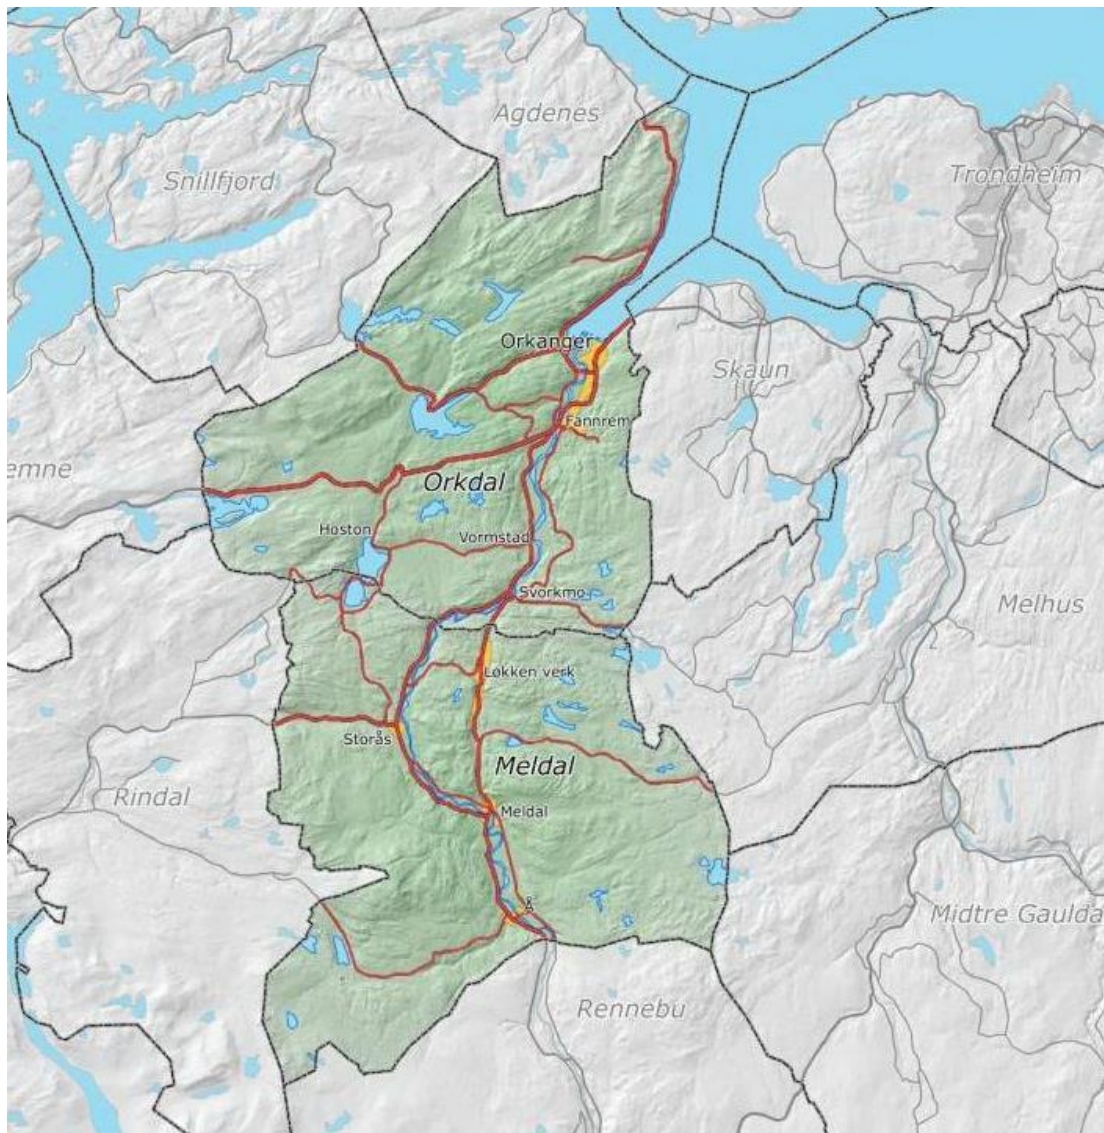 Agdenes
Snillfjord
Trondheim
Orkanger
Skaun
Fannrem
emne
Orkdal
Hoston
Vormstad
Svorkmo
Melhus
Løkken verk
Storås
Meldal
Rindal
Meldal
Å
Midtre Gaulda
Rennebu